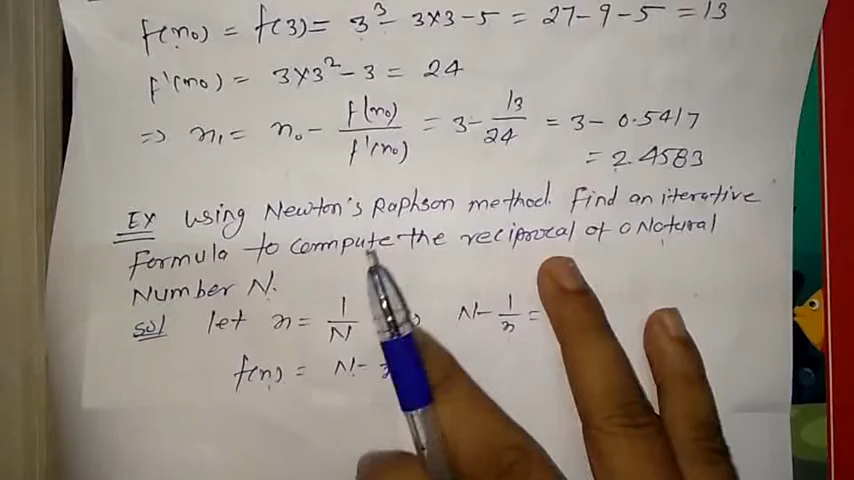 f(x₀) = f(3) = 3³ - 3×3 - 5 = 27 - 9 - 5 = 13
f'(x₀) = 3×3² - 3 = 24
⇒ x₁ = x₀ - f(x₀)/f'(x₀) = 3 - 13/24 = 3 - 0.5417
= 2.4583
Ex Using Newton's Raphson method. Find an iterative
Formula to compute the reciprocal of a Natural
Number N.
sol let x = 1/N N - 1/x =
f(x) = N -